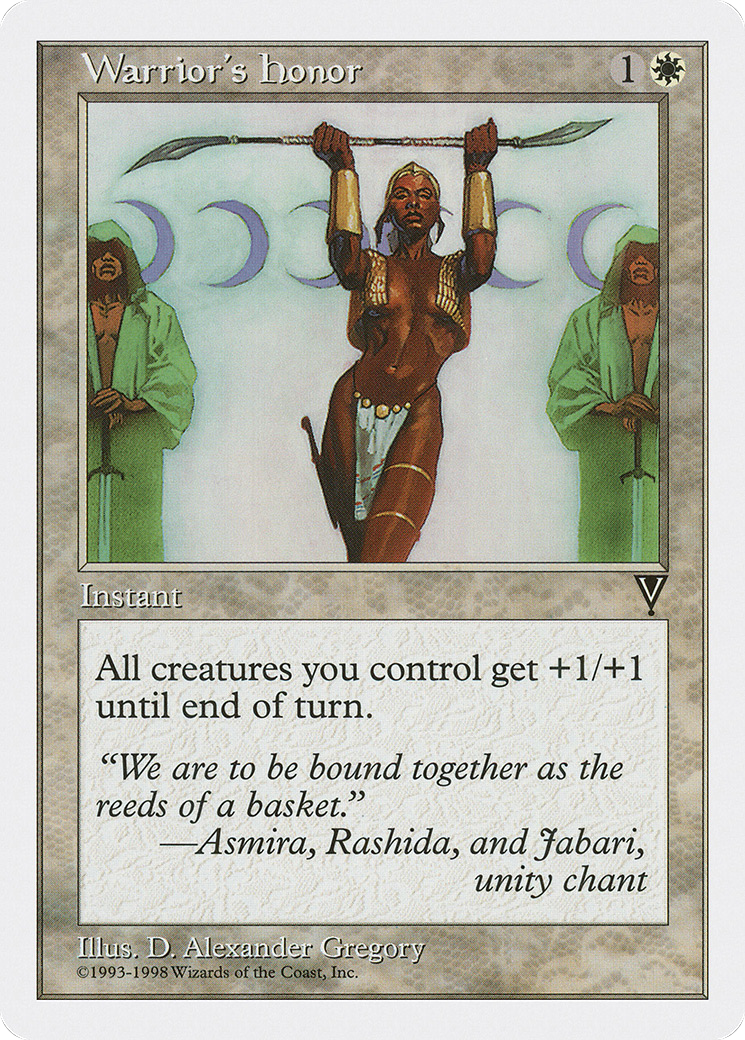 Warrior's Honor 1
Instant
V
All creatures you control get +1/+1
until end of turn.
"We are to be bound together as the
reeds of a basket."
—Asmira, Rashida, and Jabari,
unity chant
Illus. D. Alexander Gregory
©1993-1998 Wizards of the Coast, Inc.